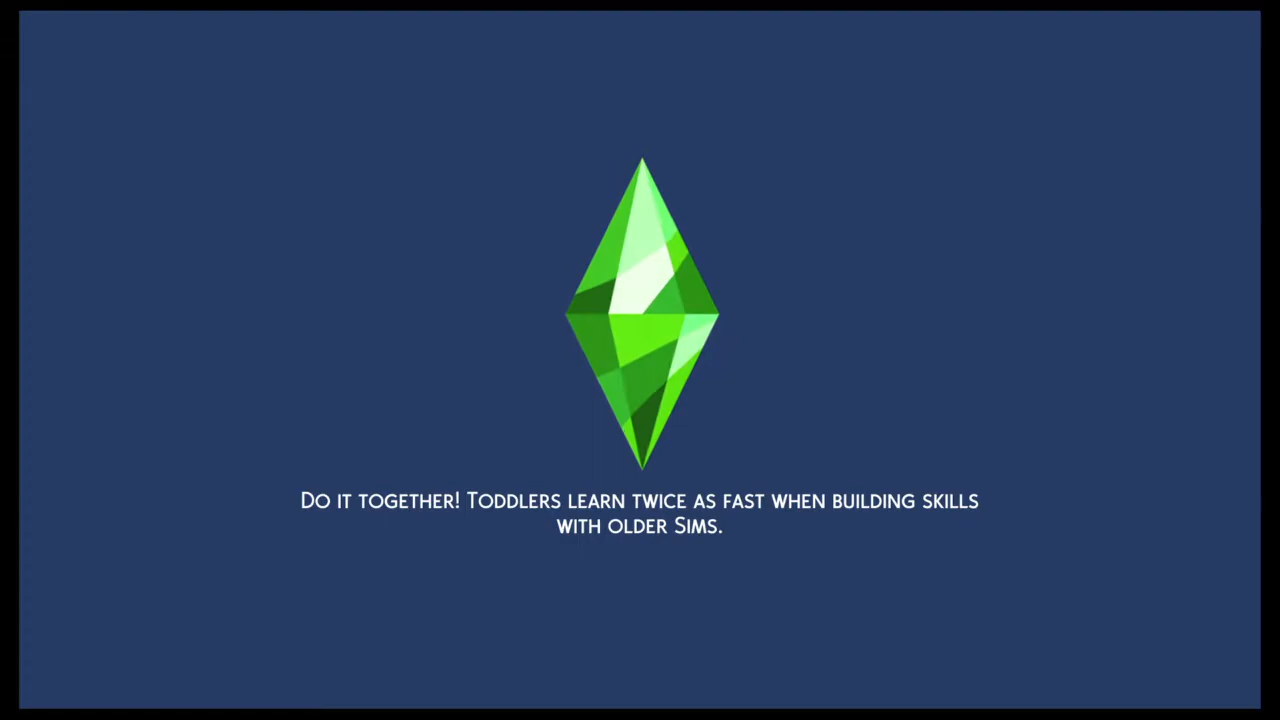 Do it together! Toddlers learn twice as fast when building skills
with older Sims.